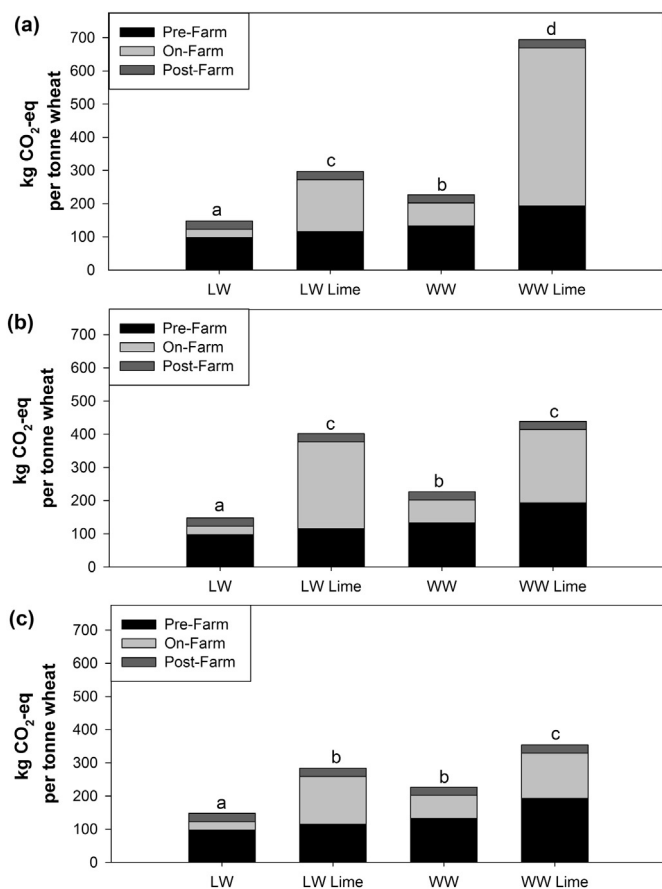 (a)
Pre-Farm
On-Farm
Post-Farm
kg CO₂-eq
per tonne wheat
700
600
500
400
300
200
100
0
a
c
b
d
LW
LW Lime
WW
WW Lime
(b)
Pre-Farm
On-Farm
Post-Farm
kg CO₂-eq
per tonne wheat
700
600
500
400
300
200
100
0
a
c
b
c
LW
LW Lime
WW
WW Lime
(c)
Pre-Farm
On-Farm
Post-Farm
kg CO₂-eq
per tonne wheat
700
600
500
400
300
200
100
0
a
b
b
c
LW
LW Lime
WW
WW Lime